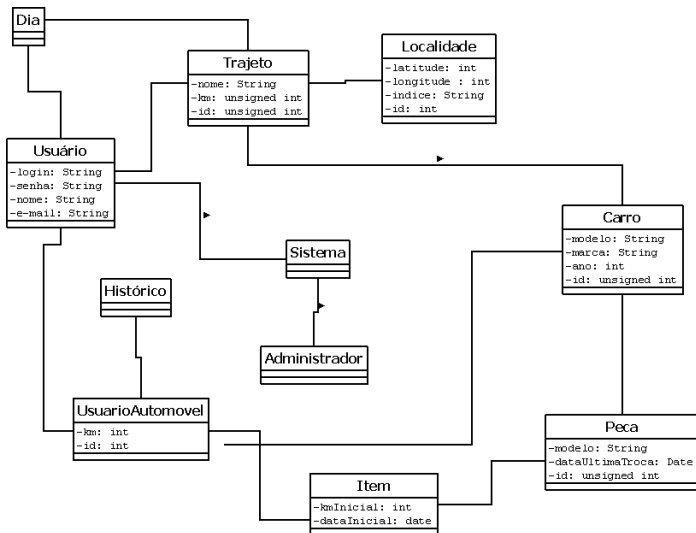 Dia
Trajeto
-nome: String
-km: unsigned int
-id: unsigned int
Localidade
-latitude: int
-longitude : int
-indice: String
-id: int
Usuário
-login: String
-senha: String
-nome: String
-e-mail: String
Carro
-modelo: String
-marca: String
-ano: int
-id: unsigned int
Sistema
Histórico
Administrador
UsuarioAutomovel
-km: int
-id: int
Peca
-modelo: String
-dataUltimaTroca: Date
-id: unsigned int
Item
-kmInicial: int
-dataInicial: date